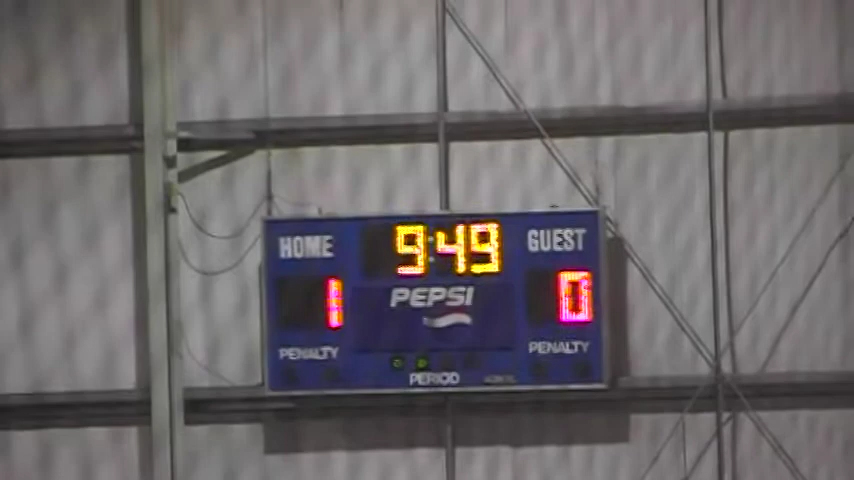 HOME 9:49 GUEST
1 PEPSI 0
PENALTY PENALTY
PERIOD